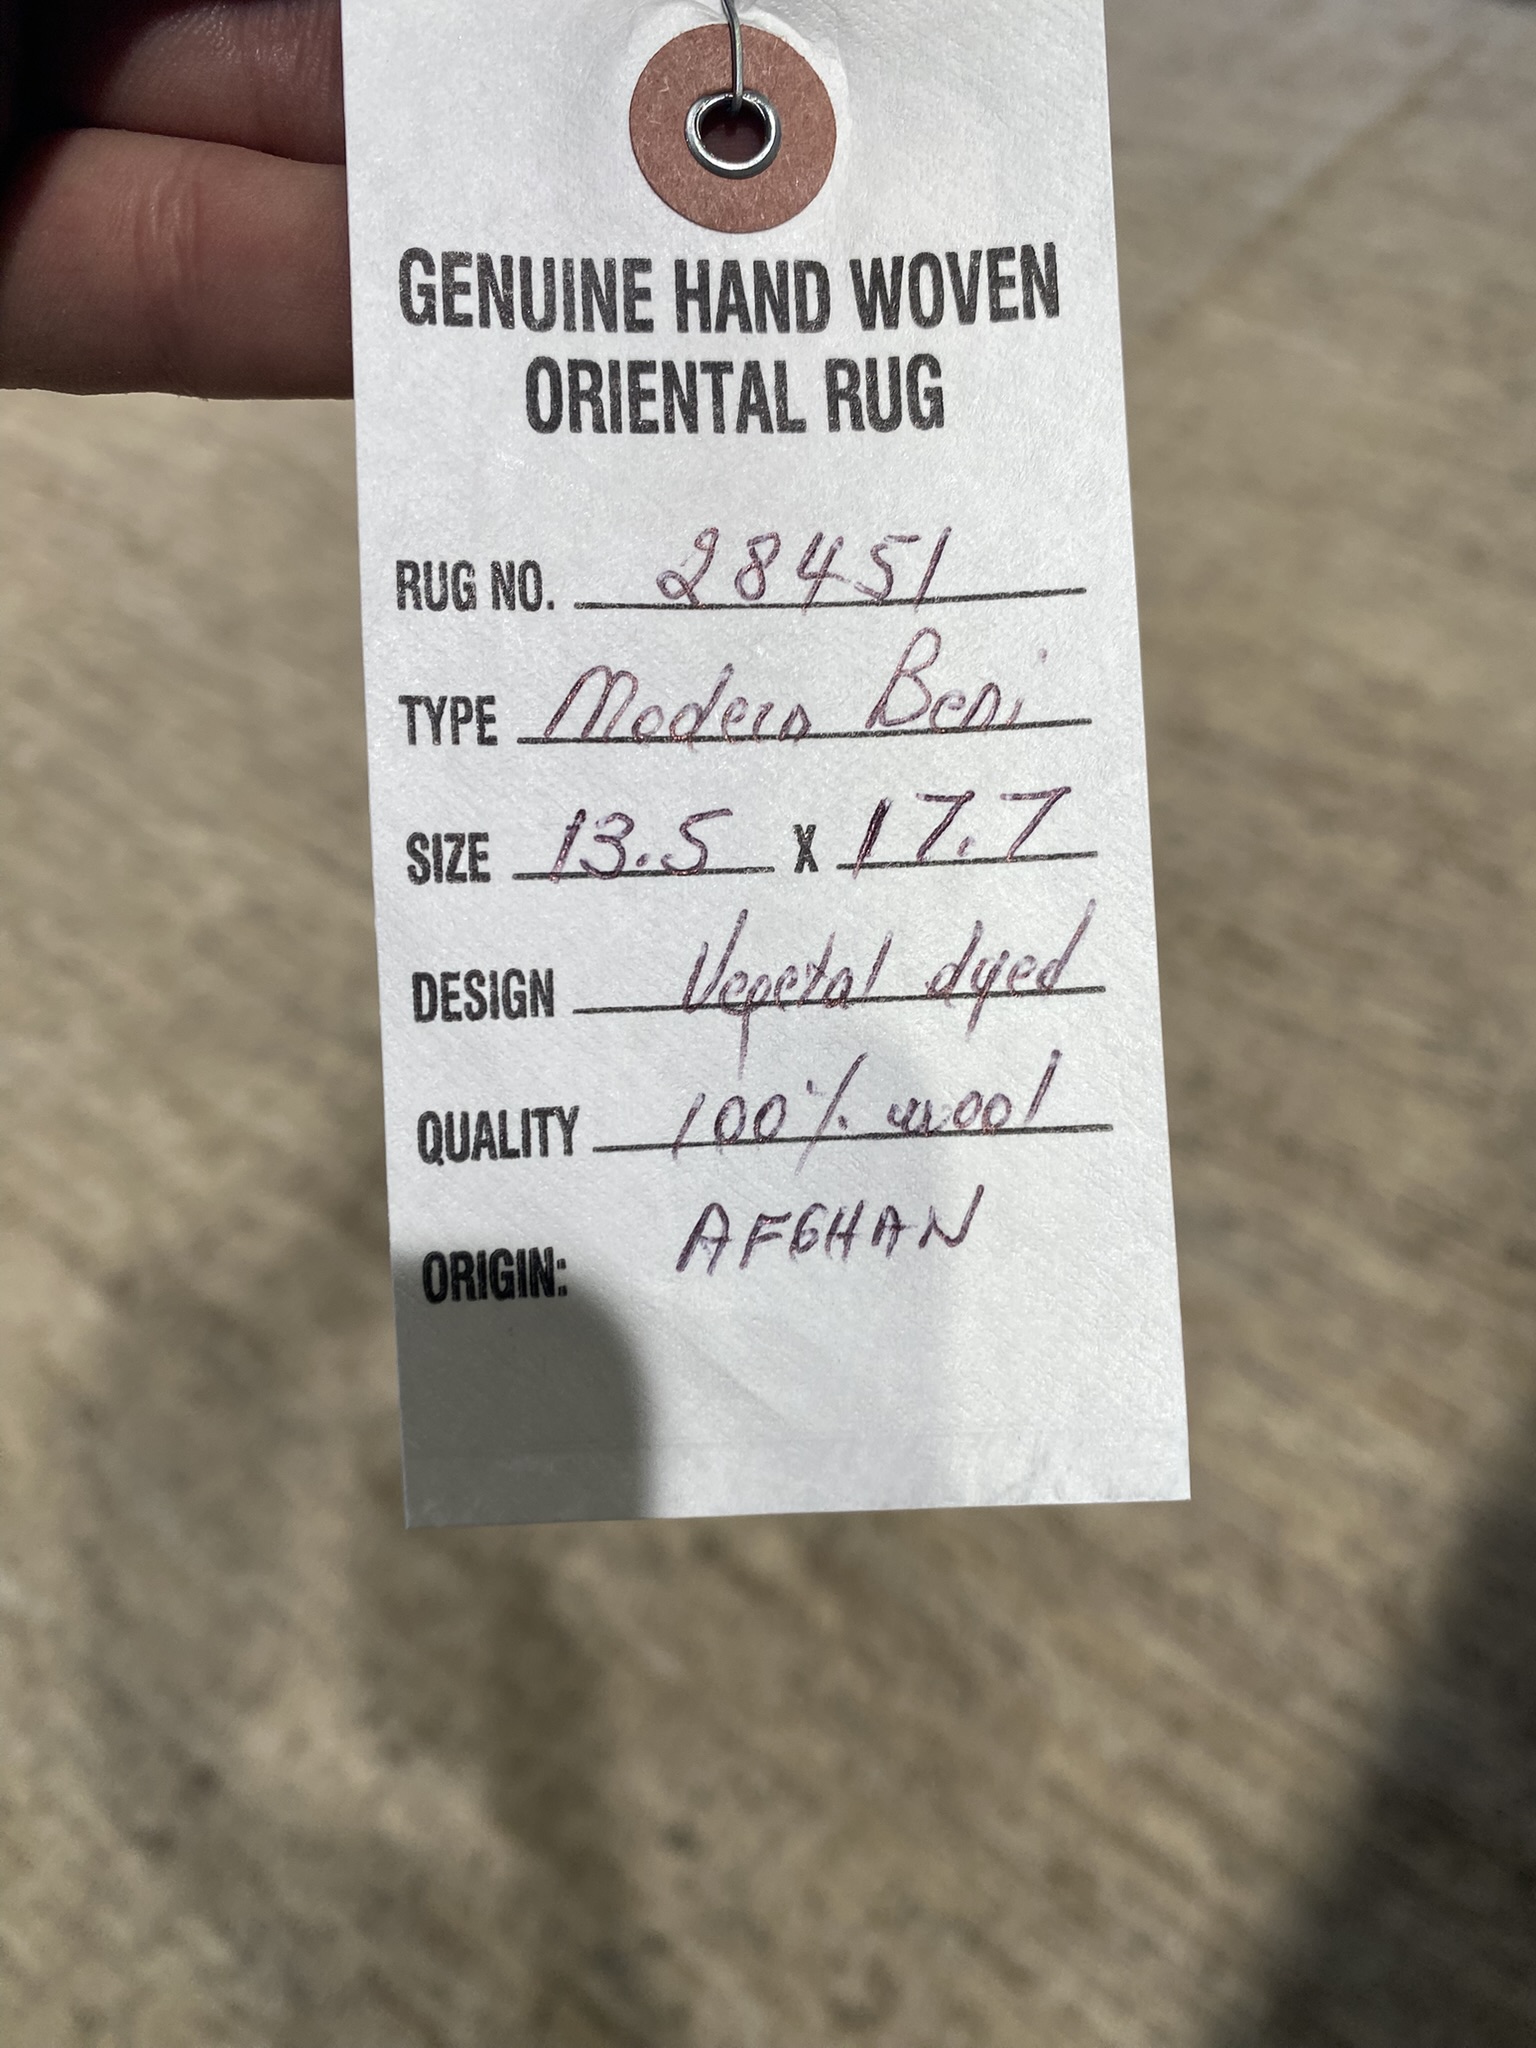 GENUINE HAND WOVEN
ORIENTAL RUG
RUG NO. 28451
TYPE Modern Beni
SIZE 13.5 X 17.7
DESIGN Vegetal dyed
QUALITY 100% wool
ORIGIN: AFGHAN